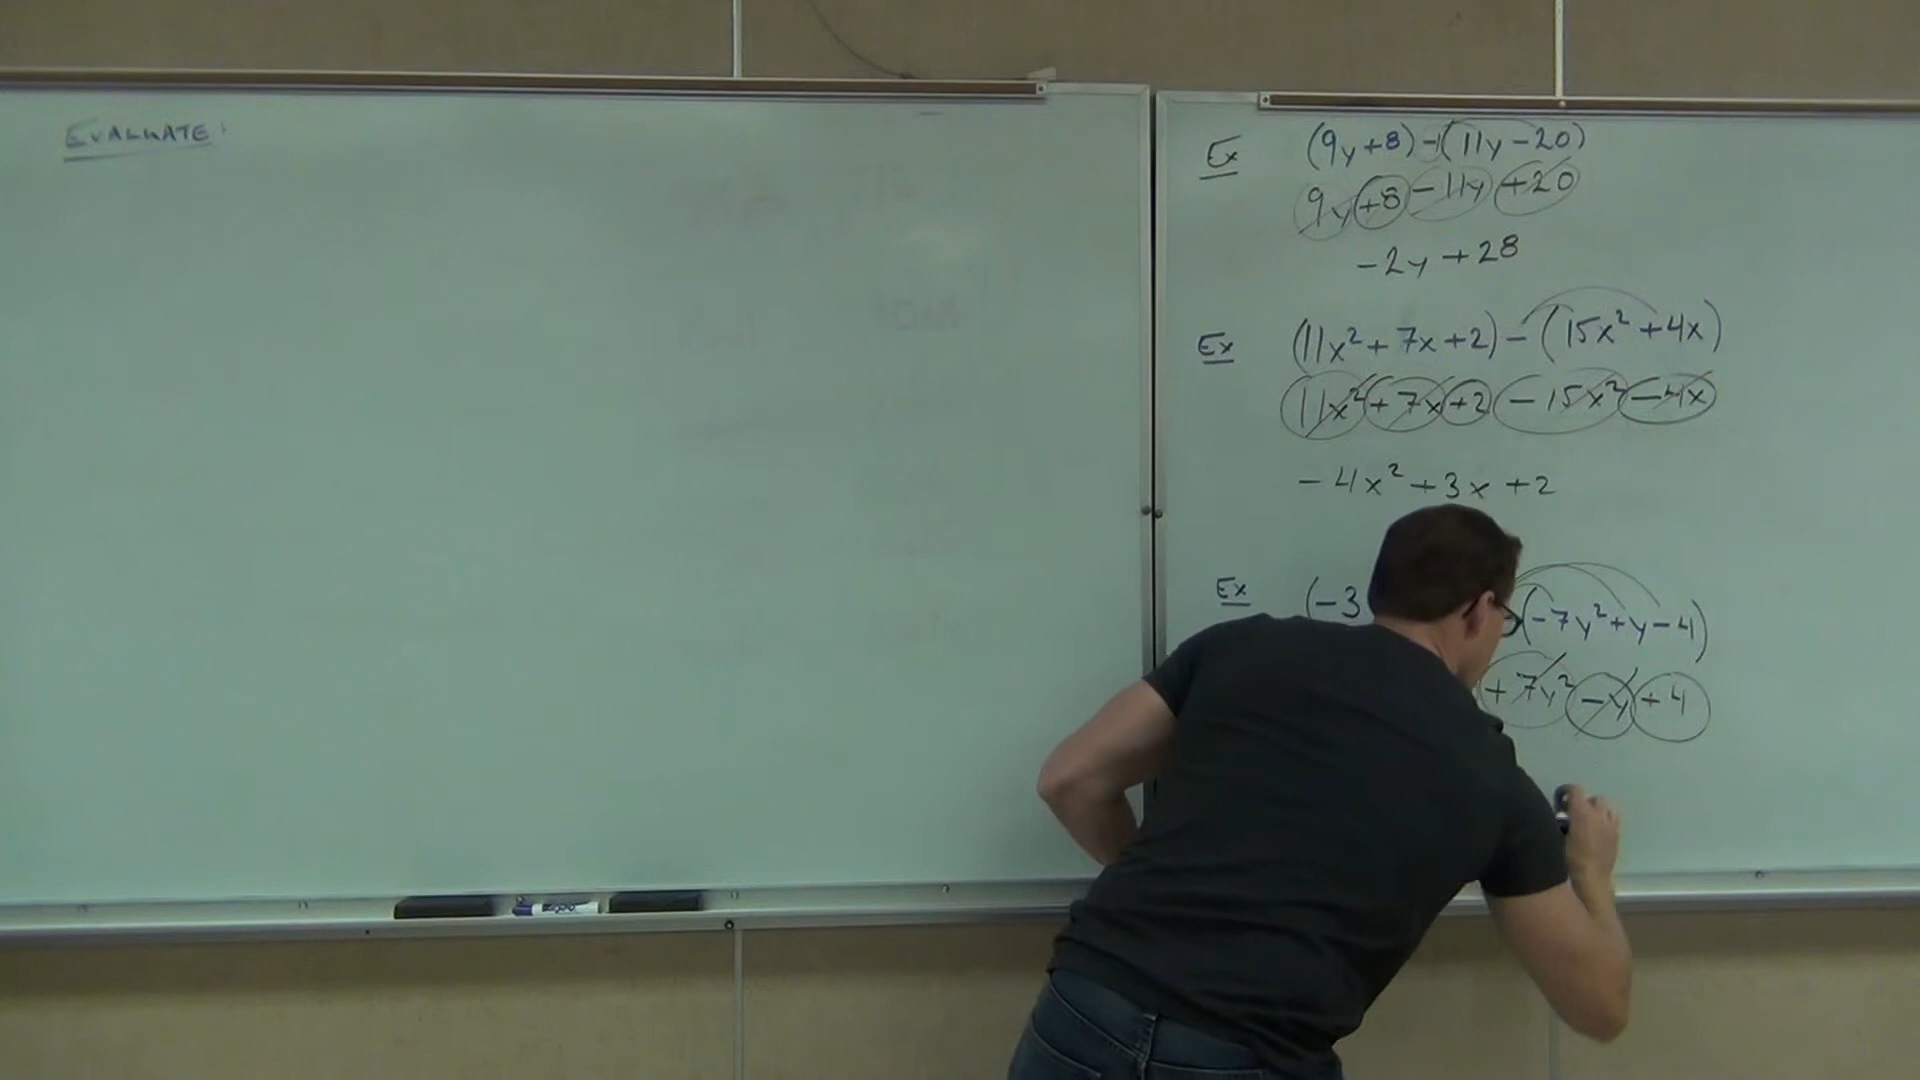 EVALUATE:
Ex (9y+8)-(11y-20)
9y+8-11y+20
-2y+28
Ex (11x²+7x+2)-(15x²+4x)
11x²+7x+2-15x²-4x
-4x²+3x+2
Ex (-3 (-7y²+y-4)
+7y²-y+4